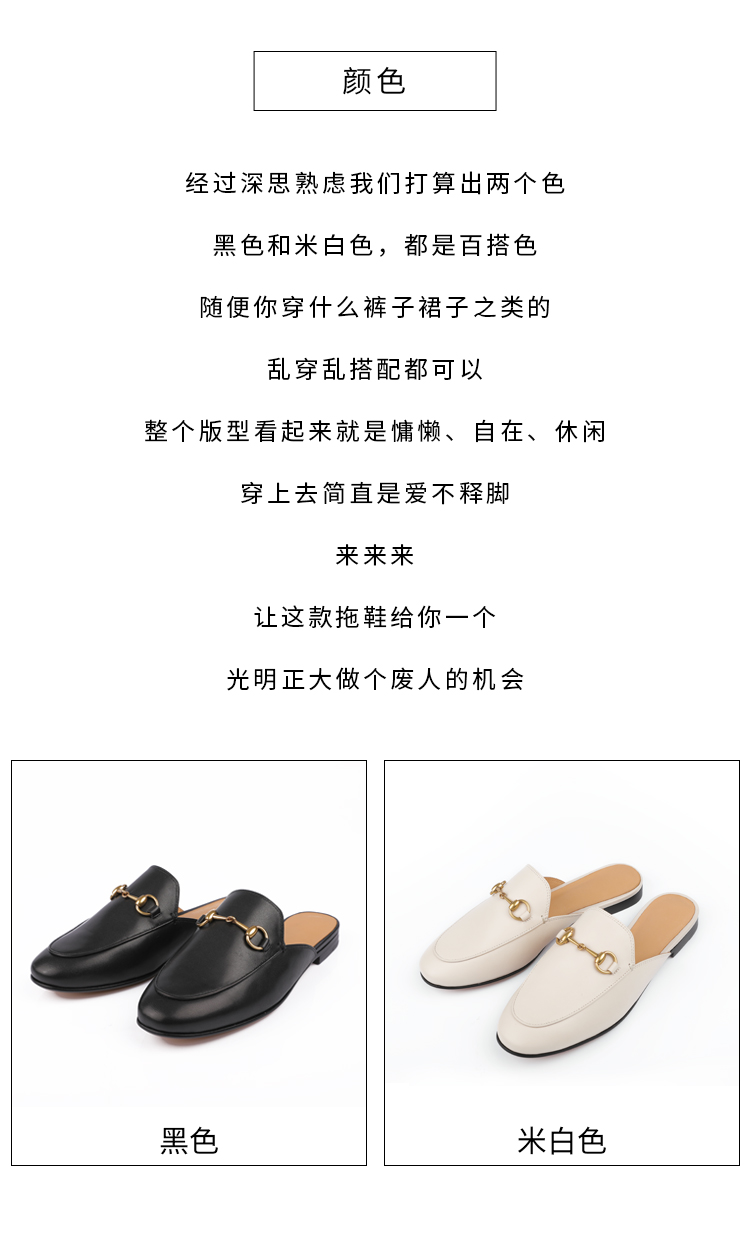 颜色
经过深思熟虑我们打算出两个色
黑色和米白色，都是百搭色
随便你穿什么裤子裙子之类的
乱穿乱搭配都可以
整个版型看起来就是慵懒、自在、休闲
穿上去简直是爱不释脚
来来来
让这款拖鞋给你一个
光明正大做个废人的机会
黑色
米白色